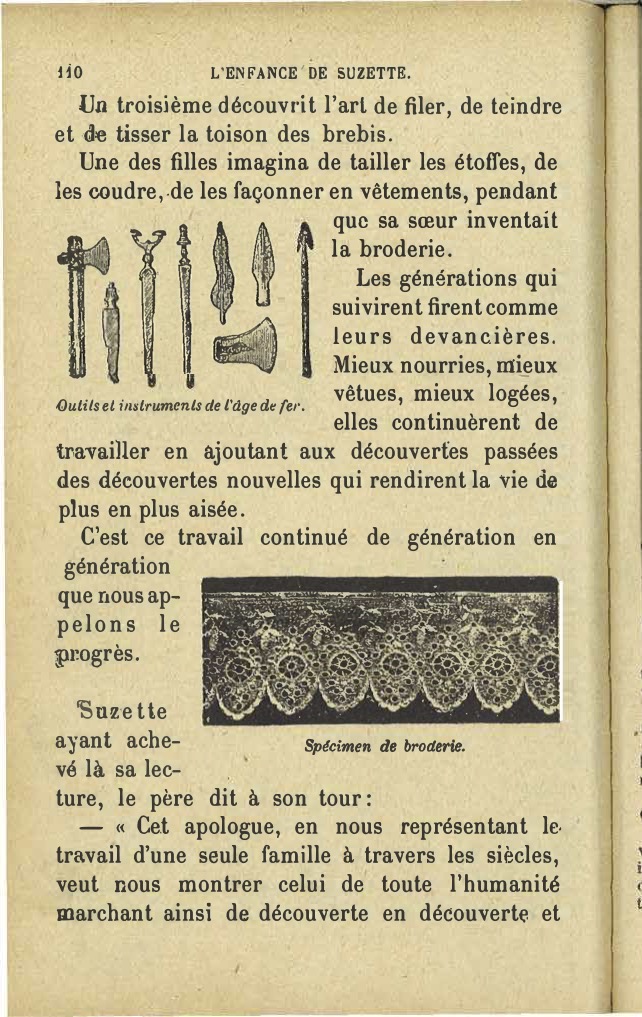 110 L'ENFANCE DE SUZETTE.
Un troisième découvrit l'art de filer, de teindre
et de tisser la toison des brebis.
Une des filles imagina de tailler les étoffes, de
les coudre, de les façonner en vêtements, pendant
que sa sœur inventait
la broderie.
Les générations qui
suivirent firent comme
leurs devancières.
Mieux nourries, mieux
vêtues, mieux logées,
elles continuèrent de
Outils et instruments de l'âge de fer.
travailler en ajoutant aux découvertes passées
des découvertes nouvelles qui rendirent la vie de
plus en plus aisée.
C'est ce travail continué de génération en
génération
que nous ap-
pelons le
progrès.
Suzette
ayant ache-
vé là sa lec-
Spécimen de broderie.
ture, le père dit à son tour :
— « Cet apologue, en nous représentant le
travail d'une seule famille à travers les siècles,
veut nous montrer celui de toute l'humanité
marchant ainsi de découverte en découverte et